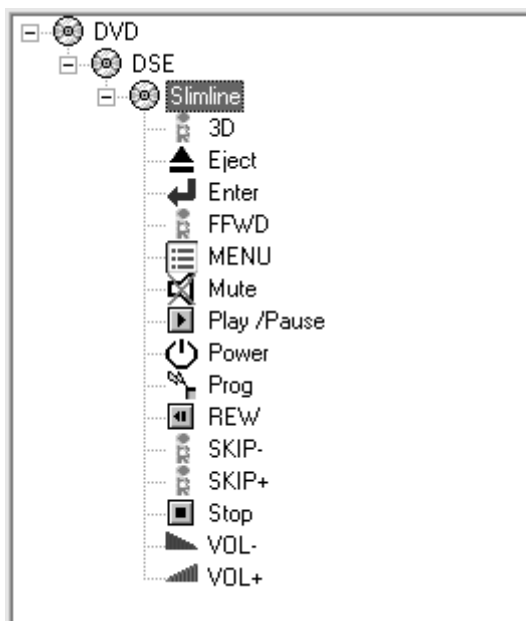 DVD
DSE
Slimline
3D
Eject
Enter
FFWD
MENU
Mute
Play /Pause
Power
Prog
REW
SKIP-
SKIP+
Stop
VOL-
VOL+